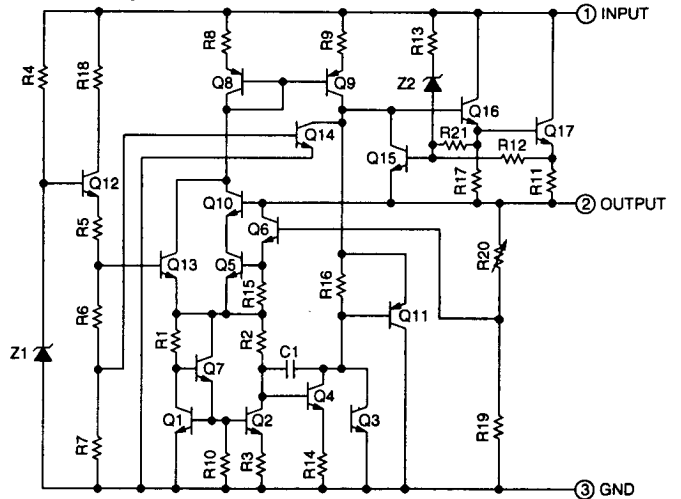 ① INPUT
R4
R18
R8
R9
R13
Q8
Q9
Z2
Q16
Q14
R21
Q17
R12
Q15
Q12
R17
R11
Q10
② OUTPUT
R5
Q6
R20
Q13
Q5
R15
R16
R6
Q11
R1
R2
Z1
Q7
C1
Q4
Q1
Q2
Q3
R7
R10
R3
R14
R19
③ GND